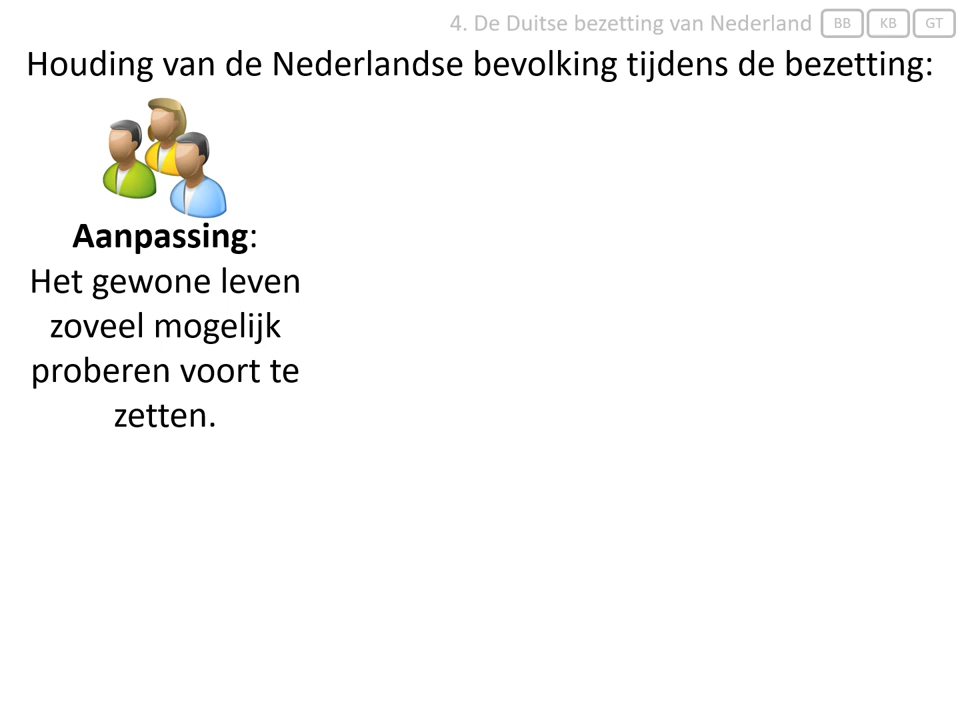 4. De Duitse bezetting van Nederland BB KB GT
Houding van de Nederlandse bevolking tijdens de bezetting:
Aanpassing:
Het gewone leven
zoveel mogelijk
proberen voort te
zetten.